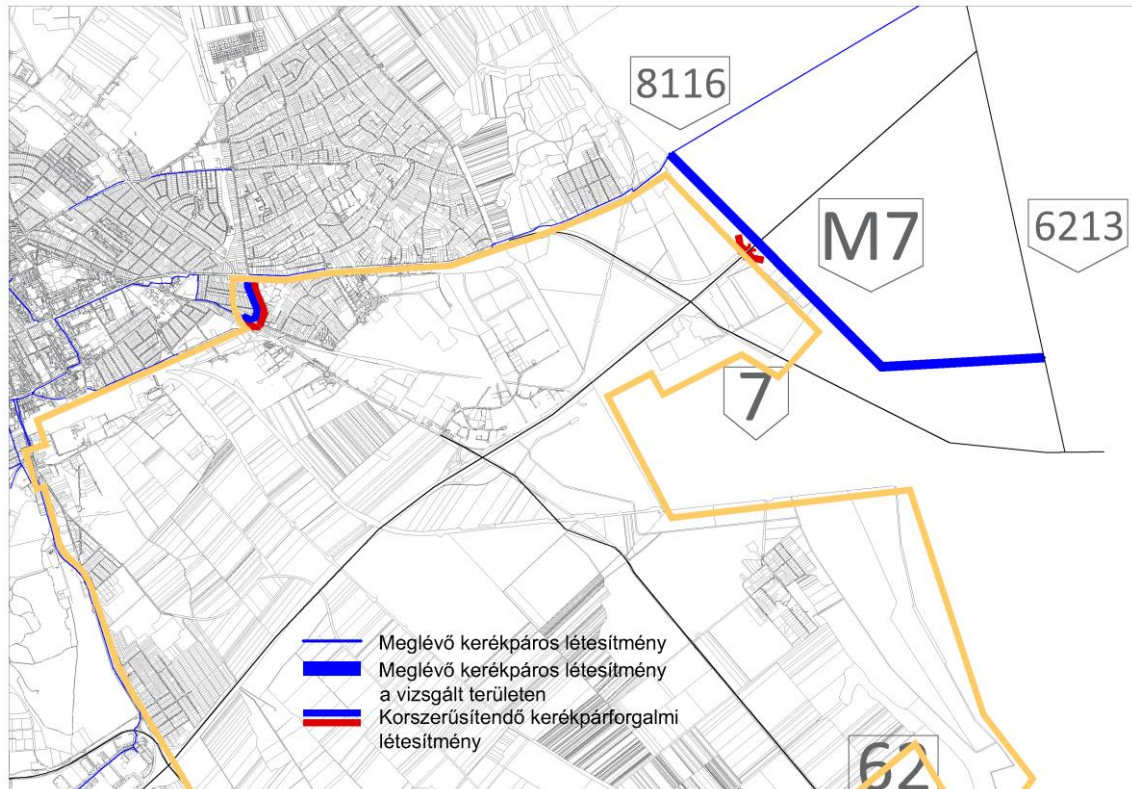 8116
M7
6213
7
Meglévő kerékpáros létesítmény
Meglévő kerékpáros létesítmény
a vizsgált területen
Korszerűsítendő kerékpárforgalmi
létesítmény
62